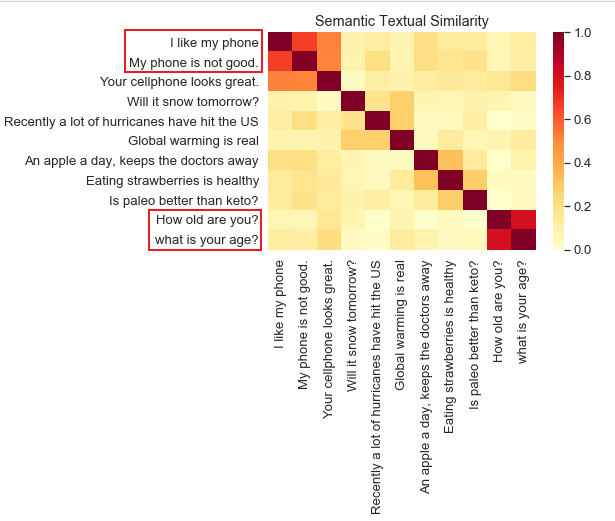 Semantic Textual Similarity
I like my phone
My phone is not good.
Your cellphone looks great.
Will it snow tomorrow?
Recently a lot of hurricanes have hit the US
Global warming is real
An apple a day, keeps the doctors away
Eating strawberries is healthy
Is paleo better than keto?
How old are you?
what is your age?
1.0
0.8
0.6
0.4
0.2
0.0
I like my phone
My phone is not good.
Your cellphone looks great.
Will it snow tomorrow?
Recently a lot of hurricanes have hit the US
Global warming is real
An apple a day, keeps the doctors away
Eating strawberries is healthy
Is paleo better than keto?
How old are you?
what is your age?